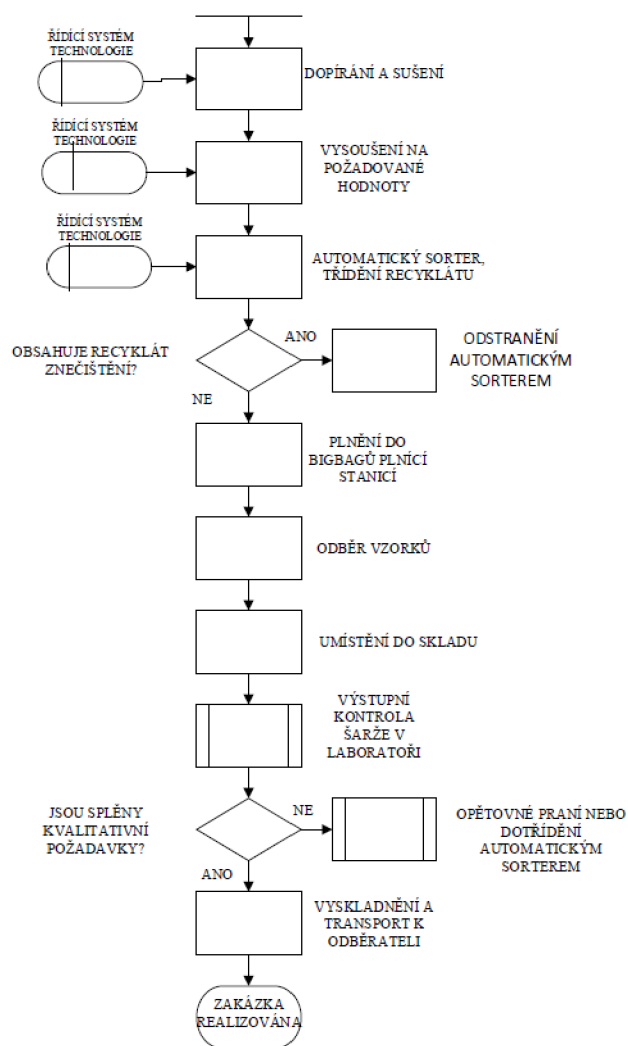 ŘÍDÍCÍ SYSTÉM
TECHNOLOGIE
DOPÍRÁNÍ A SUŠENÍ
ŘÍDÍCÍ SYSTÉM
TECHNOLOGIE
VYSOUŠENÍ NA
POŽADOVANÉ
HODNOTY
ŘÍDÍCÍ SYSTÉM
TECHNOLOGIE
AUTOMATICKÝ SORTER,
TŘÍDĚNÍ RECYKLÁTU
OBSAHUJE RECYKLÁT
ZNEČIŠTĚNÍ?
ANO
ODSTRANĚNÍ
AUTOMATICKÝM
SORTEREM
NE
PLNĚNÍ DO
BIGBAGŮ PLNÍCÍ
STANICÍ
ODBĚR VZORKŮ
UMÍSTĚNÍ DO SKLADU
VÝSTUPNÍ
KONTROLA
ŠARŽE V
LABORATOŘI
JSOU SPLĚNY
KVALITATIVNÍ
POŽADAVKY?
NE
OPĚTOVNÉ PRANÍ NEBO
DOTŘÍDĚNÍ
AUTOMATICKÝM
SORTEREM
ANO
VYSKLADNĚNÍ A
TRANSPORT K
ODBĚRATELI
ZAKÁZKA
REALIZOVÁNA